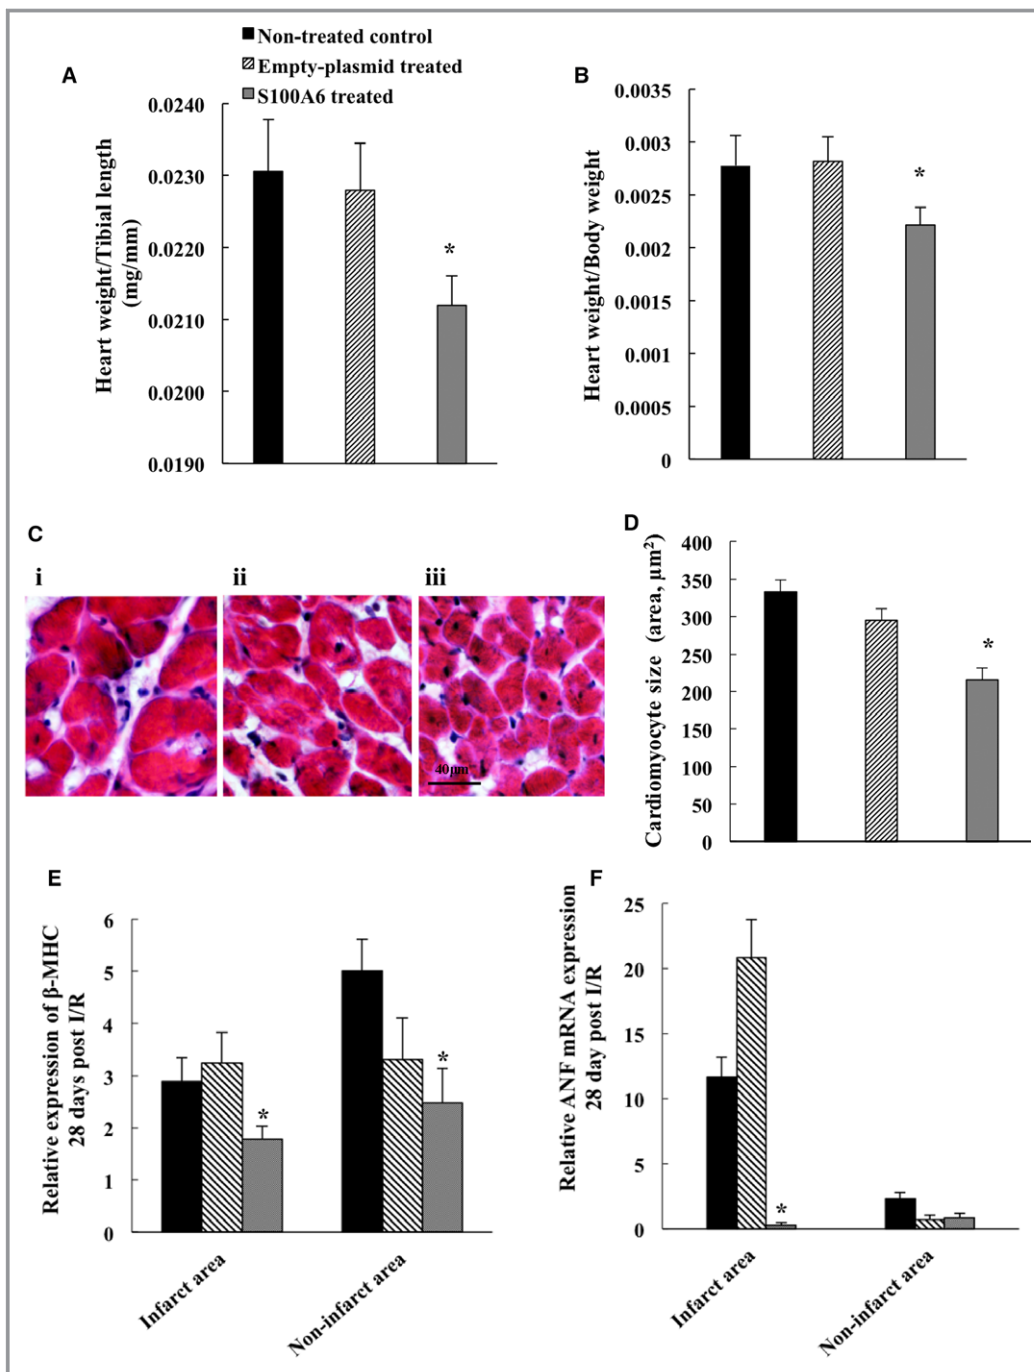 Non-treated control
Empty-plasmid treated
S100A6 treated
A
Heart weight/Tibial length
(mg/mm)
0.0240
0.0230
0.0220
0.0210
0.0200
0.0190
*
B
Heart weight/Body weight
0.0035
0.003
0.0025
0.002
0.0015
0.001
0.0005
0
*
C
i
ii
iii
40µm
D
Cardiomyocyte size (area, µm²)
400
350
300
250
200
150
100
50
0
*
E
Relative expression of β-MHC
28 days post I/R
6
5
4
3
2
1
0
*
*
Infarct area
Non-infarct area
F
Relative ANF mRNA expression
28 day post I/R
25
20
15
10
5
0
*
Infarct area
Non-infarct area